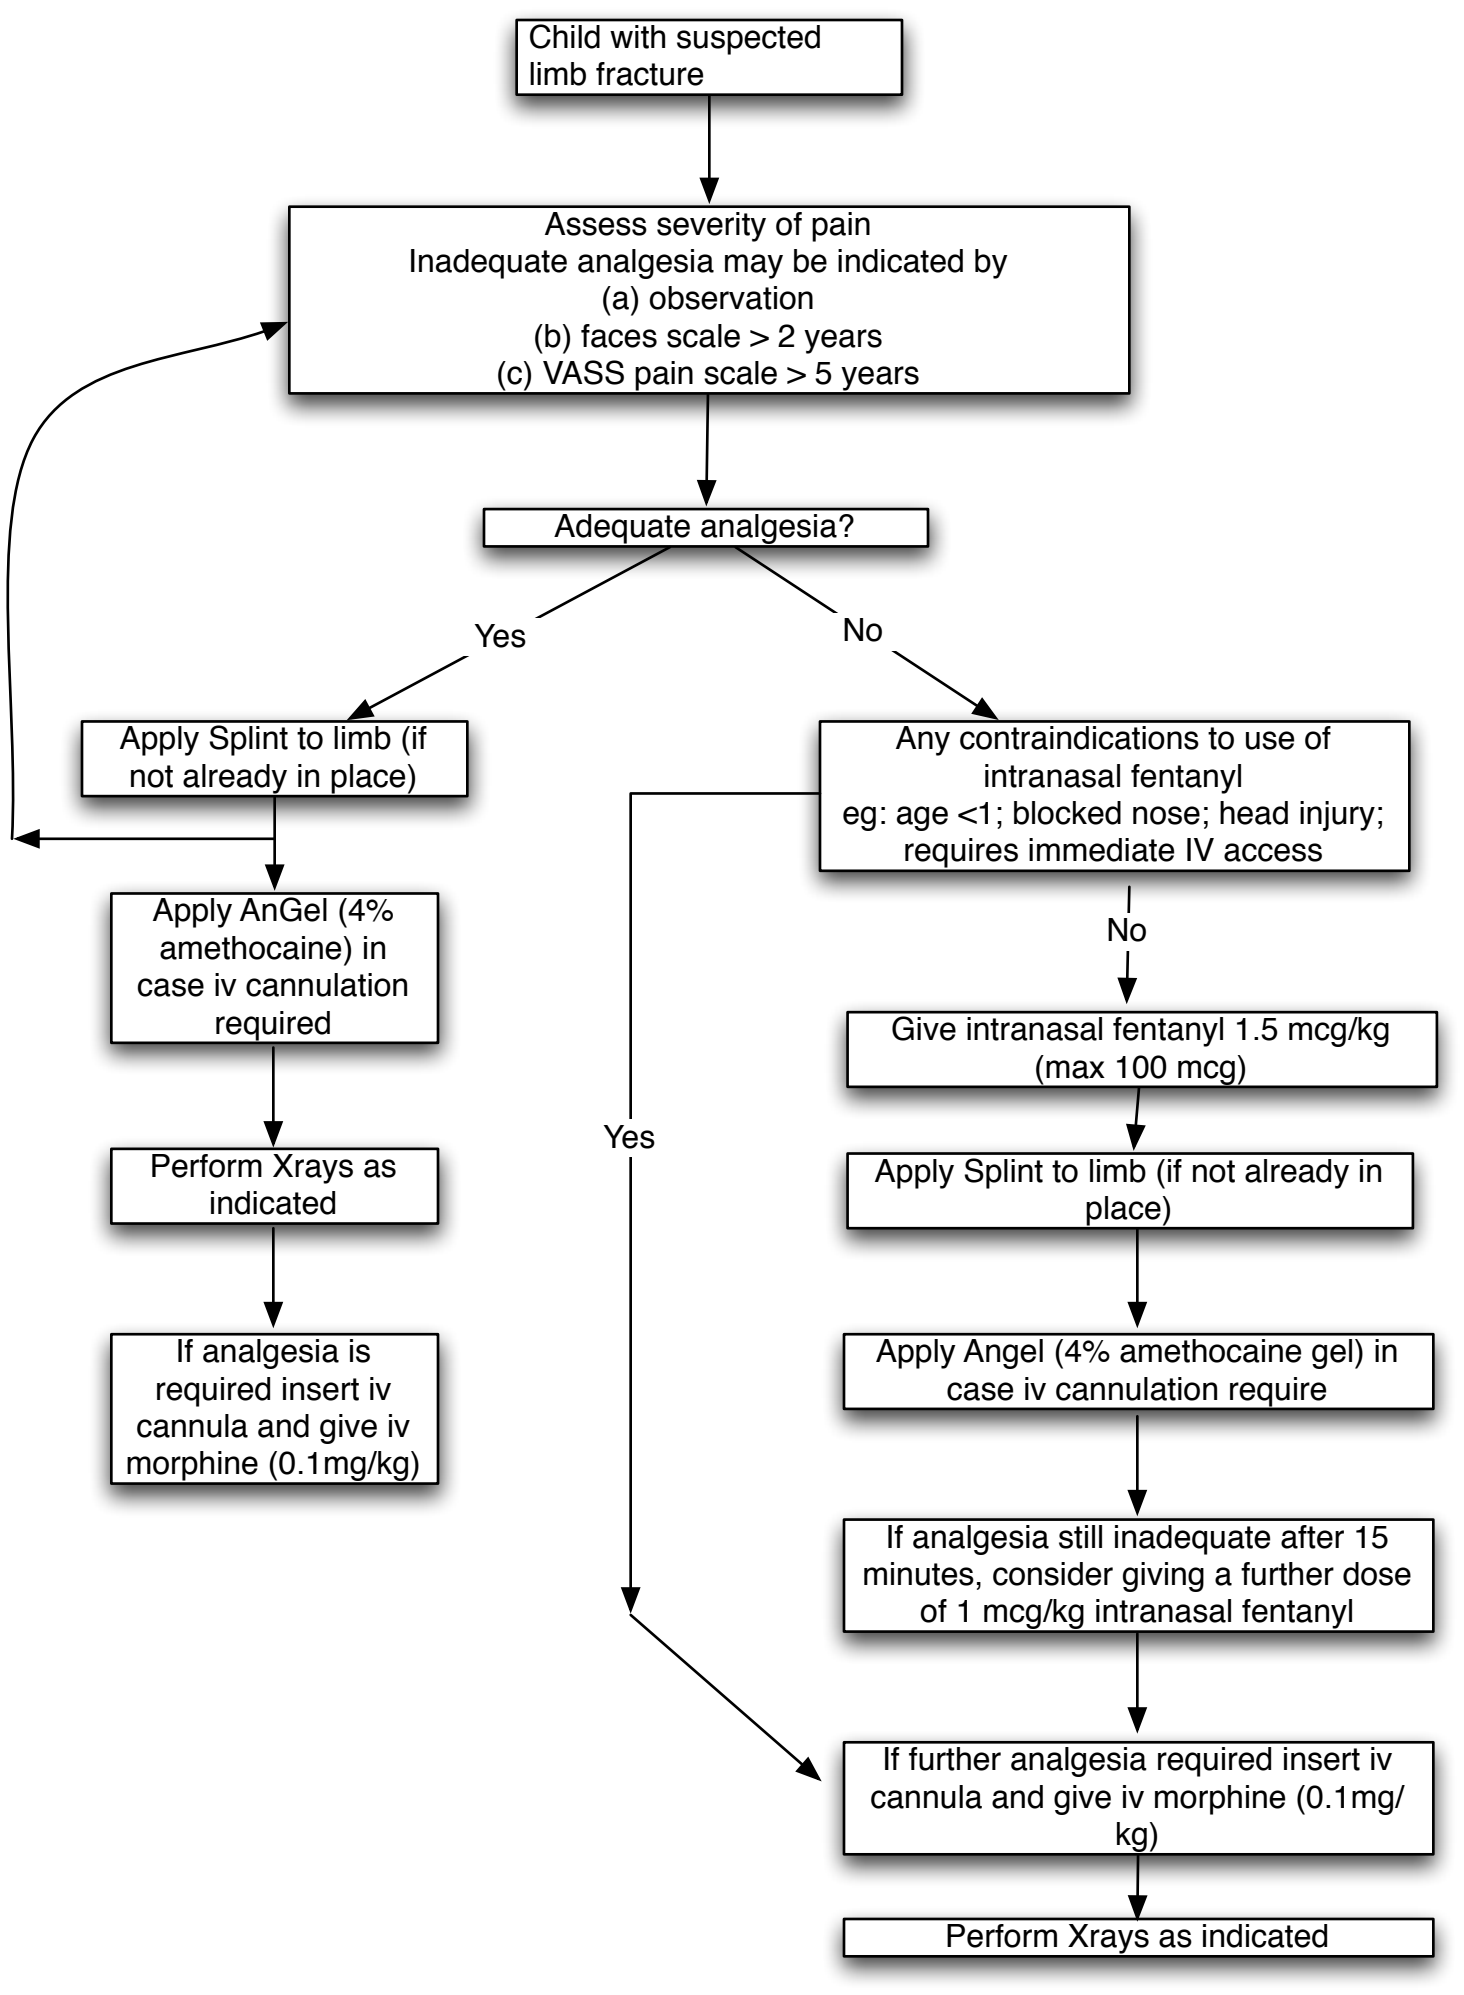 Child with suspected
limb fracture
Assess severity of pain
Inadequate analgesia may be indicated by
(a) observation
(b) faces scale > 2 years
(c) VASS pain scale > 5 years
Adequate analgesia?
Yes
No
Apply Splint to limb (if
not already in place)
Any contraindications to use of
intranasal fentanyl
eg: age <1; blocked nose; head injury;
requires immediate IV access
Apply AnGel (4%
amethocaine) in
case iv cannulation
required
No
Give intranasal fentanyl 1.5 mcg/kg
(max 100 mcg)
Yes
Perform Xrays as
indicated
Apply Splint to limb (if not already in
place)
If analgesia is
required insert iv
cannula and give iv
morphine (0.1mg/kg)
Apply Angel (4% amethocaine gel) in
case iv cannulation require
If analgesia still inadequate after 15
minutes, consider giving a further dose
of 1 mcg/kg intranasal fentanyl
If further analgesia required insert iv
cannula and give iv morphine (0.1mg/
kg)
Perform Xrays as indicated